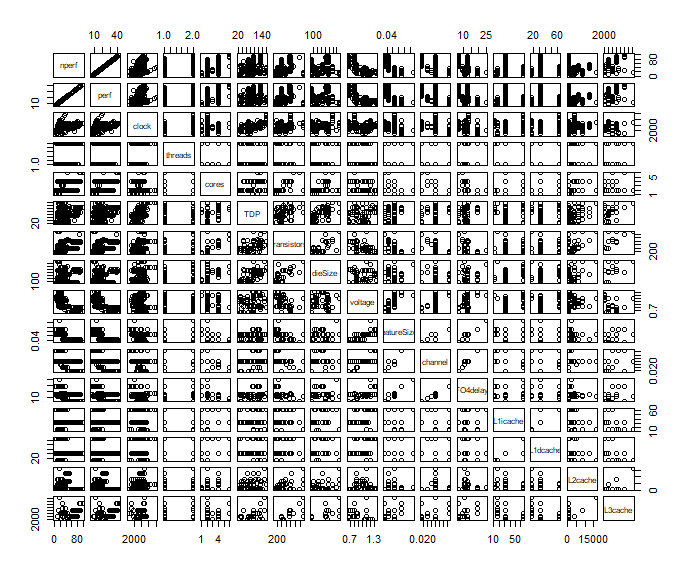 10 40 1.0 2.0 20 140 100 0.04 10 25 20 60 2000
nperf
0 80
10
perf
clock
2000
1.0
threads
cores
1 5
20
TDP
transistors
200
100
dieSize
voltage
0.7
0.04
eatureSiz
channel
0.020
10
FO4delay
L1icache
10 60
20
L1dcache
L2cache
0
2000
L3cache
0 80 2000 1 4 200 0.7 1.3 0.020 10 50 0 15000